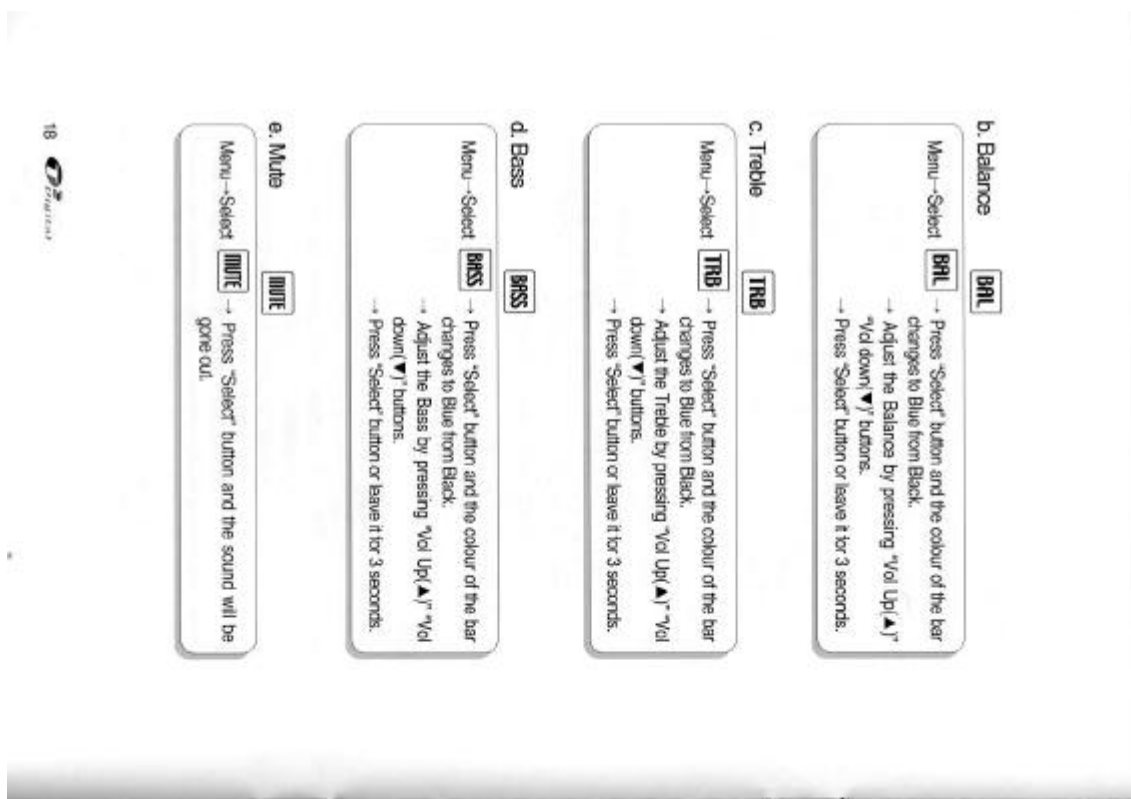 b. Balance BAL
Menu→Select BAL → Press "Select" button and the colour of the bar
changes to Blue from Black.
→ Adjust the Balance by pressing "Vol Up(▲)"
"Vol down(▼)" buttons.
→ Press "Select" button or leave it for 3 seconds.
c. Treble TRB
Menu→Select TRB → Press "Select" button and the colour of the bar
changes to Blue from Black.
→ Adjust the Treble by pressing "Vol Up(▲)" "Vol
down(▼)" buttons.
→ Press "Select" button or leave it for 3 seconds.
d. Bass BASS
Menu→Select BASS → Press "Select" button and the colour of the bar
changes to Blue from Black.
→ Adjust the Bass by pressing "Vol Up(▲)" "Vol
down(▼)" buttons.
→ Press "Select" button or leave it for 3 seconds.
e. Mute MUTE
Menu→Select MUTE → Press "Select" button and the sound will be
gone out.
18